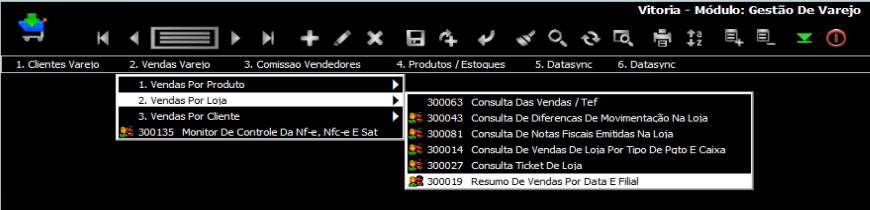 Vitoria - Módulo: Gestão De Varejo
1. Clientes Varejo 2. Vendas Varejo 3. Comissao Vendedores 4. Produtos / Estoques 5. Datasync 6. Datasync
1. Vendas Por Produto
2. Vendas Por Loja
3. Vendas Por Cliente
300135 Monitor De Controle Da Nf-e, Nfc-e E Sat
300063 Consulta Das Vendas / Tef
300043 Consulta De Diferencas De Movimentação Na Loja
300081 Consulta De Notas Fiscais Emitidas Na Loja
300014 Consulta De Vendas De Loja Por Tipo De Pgto E Caixa
300027 Consulta Ticket De Loja
300019 Resumo De Vendas Por Data E Filial